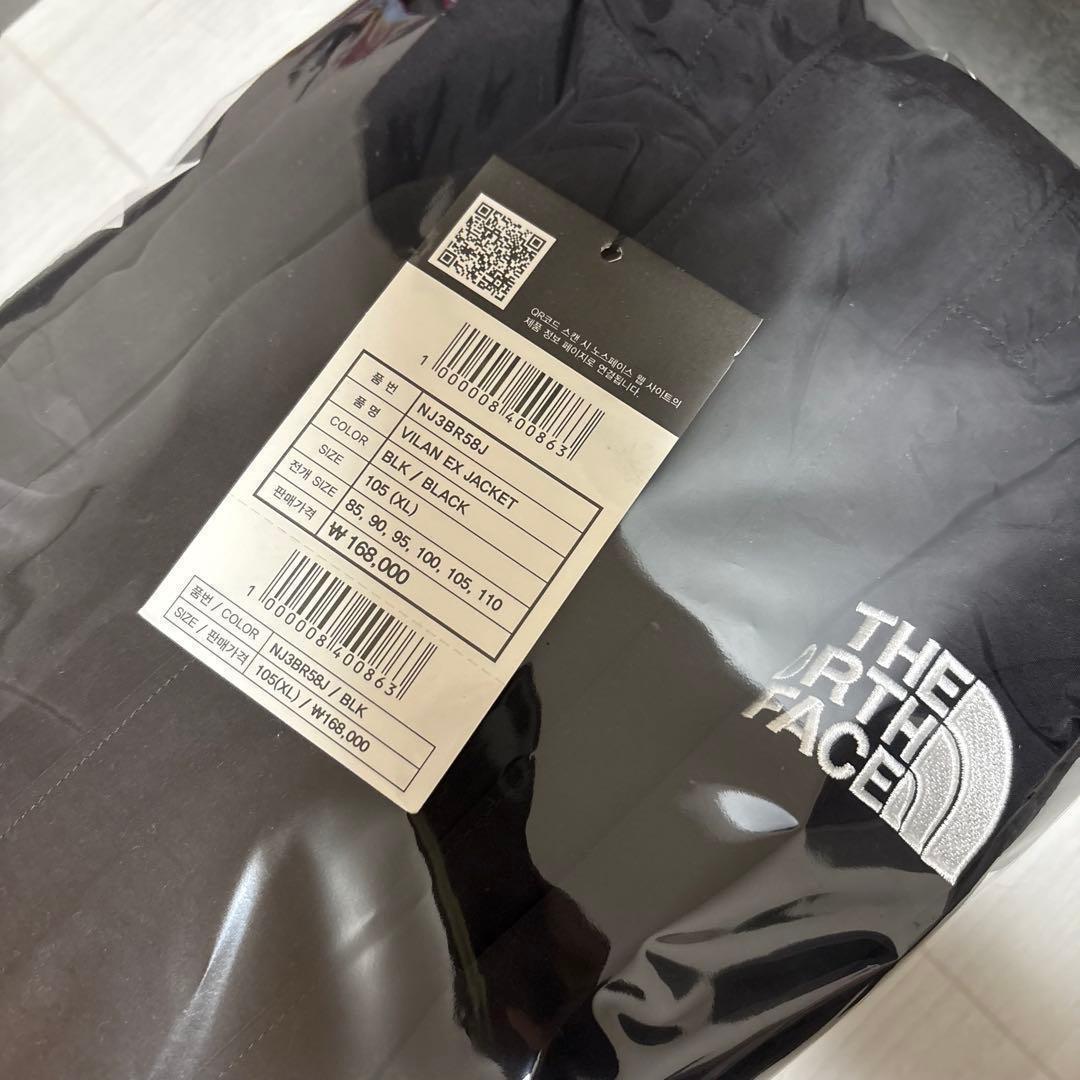 QR코드 스캔 시 노스페이스 웹 사이트의
제품 정보 페이지로 연결됩니다.
1 000008 400863
품 번 NJ3BR58J
품 명 VILAN EX JACKET
COLOR BLK / BLACK
SIZE 105 (XL)
전개 SIZE 85, 90, 95, 100, 105, 110
판매가격 ₩168,000
1 000008 400863
품번 / COLOR NJ3BR58J / BLK
SIZE / 판매가격 105(XL) / ₩168,000
THE
NORTH
FACE